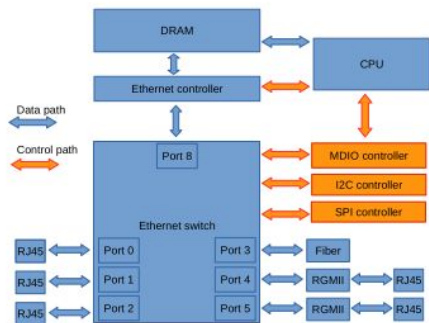 DRAM
CPU
Ethernet controller
Data path
Control path
Port 8
MDIO controller
I2C controller
SPI controller
Ethernet switch
RJ45
Port 0
Port 3
Fiber
RJ45
Port 1
Port 4
RGMII
RJ45
RJ45
Port 2
Port 5
RGMII
RJ45